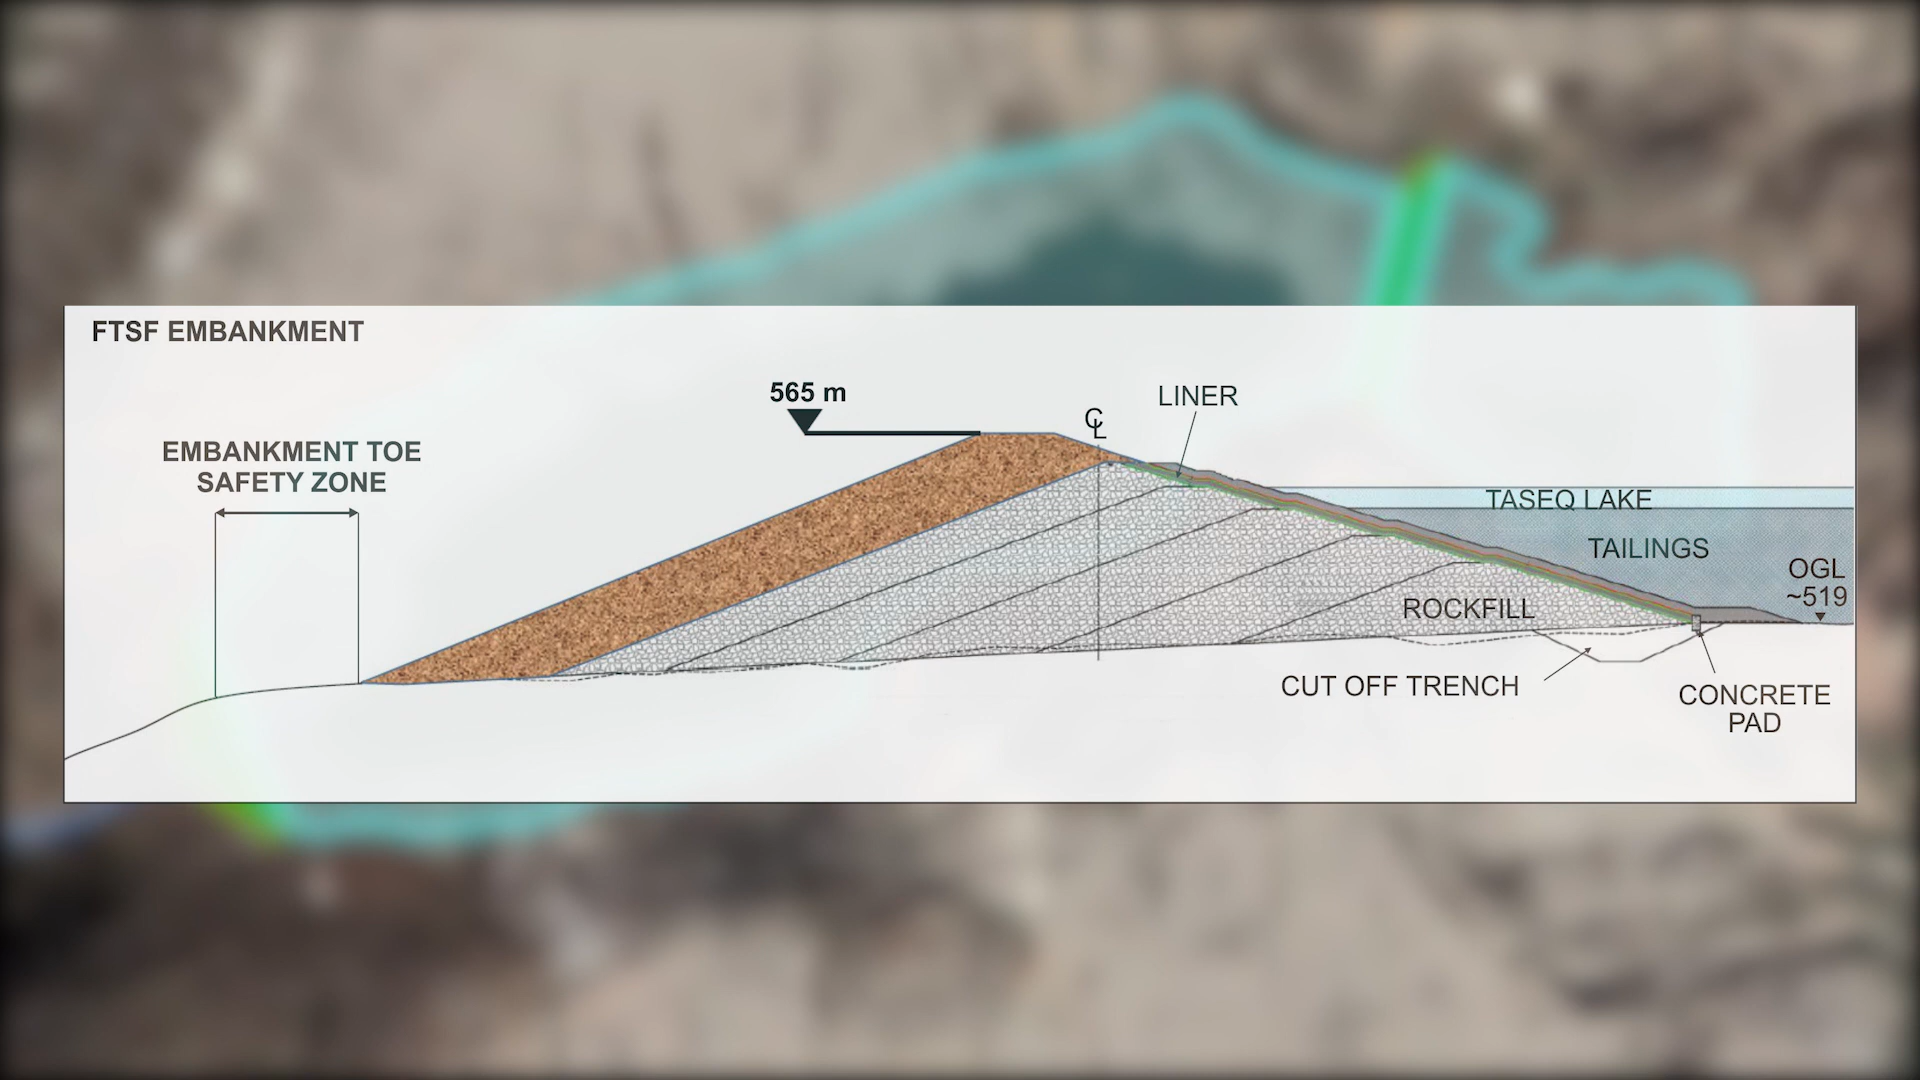 FTSF EMBANKMENT
565 m
LINER
EMBANKMENT TOE
SAFETY ZONE
TASEQ LAKE
TAILINGS
OGL
~519
ROCKFILL
CUT OFF TRENCH
CONCRETE
PAD